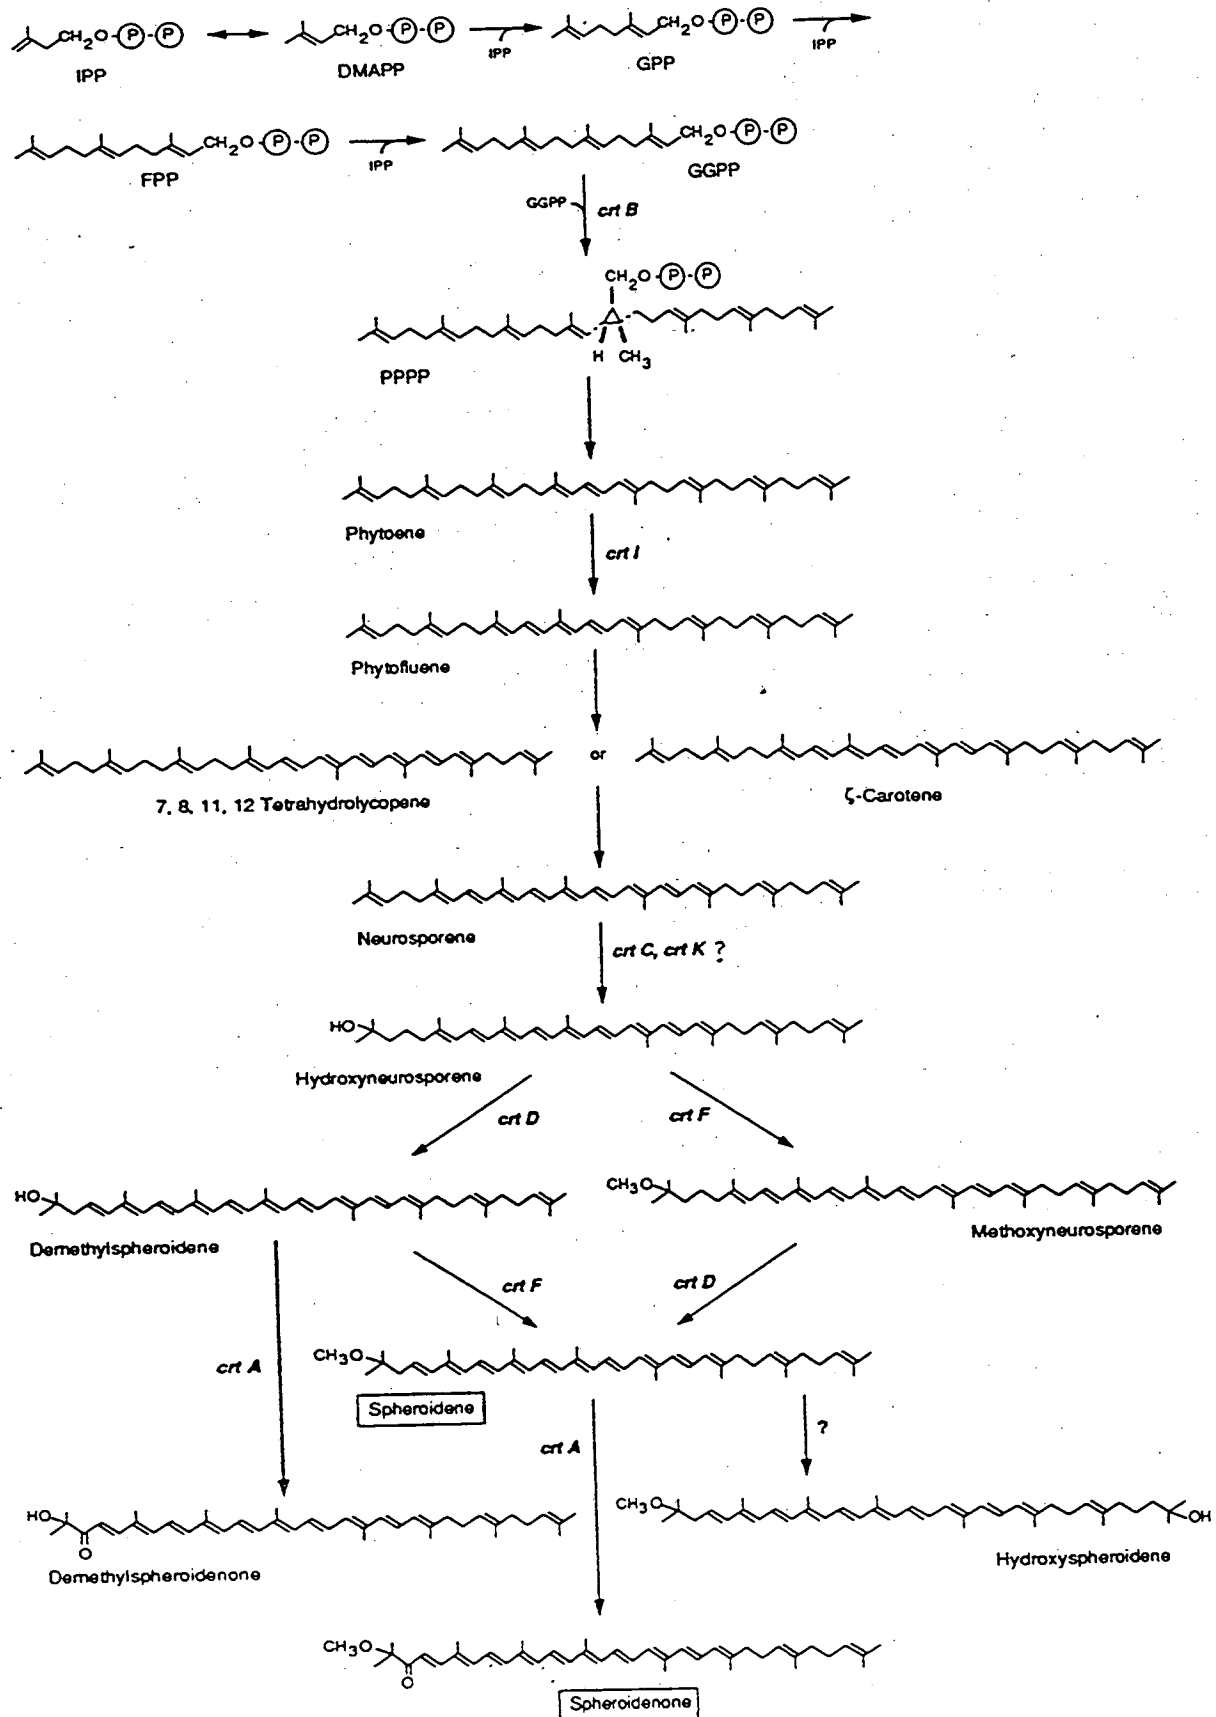 CH2O-P-P CH2O-P-P CH2O-P-P
IPP DMAPP IPP GPP IPP
CH2O-P-P CH2O-P-P
FPP IPP GGPP
GGPP crt B
CH2O-P-P
H CH3
PPPP
Phytoene
crt I
Phytofluene
or
7, 8, 11, 12 Tetrahydrolycopene
ζ-Carotene
Neurosporene
crt C, crt K ?
HO
Hydroxyneurosporene
crt D crt F
HO CH3O
Demethylspheroidene Methoxyneurosporene
crt F crt D
crt A
CH3O
Spheroidene
crt A ?
HO O CH3O OH
Demethylspheroidenone Hydroxyspheroidene
CH3O
O
Spheroidenone